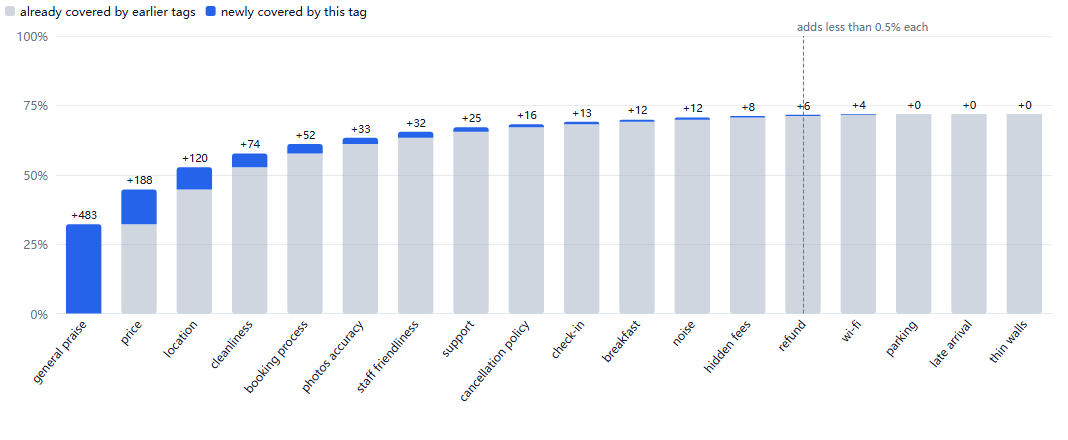 already covered by earlier tags newly covered by this tag
adds less than 0.5% each
100%
75%
50%
25%
0%
+483
+188
+120
+74
+52
+33
+32
+25
+16
+13
+12
+12
+8
+6
+4
+0
+0
+0
general praise
price
location
cleanliness
booking process
photos accuracy
staff friendliness
support
cancellation policy
check-in
breakfast
noise
hidden fees
refund
wi-fi
parking
late arrival
thin walls